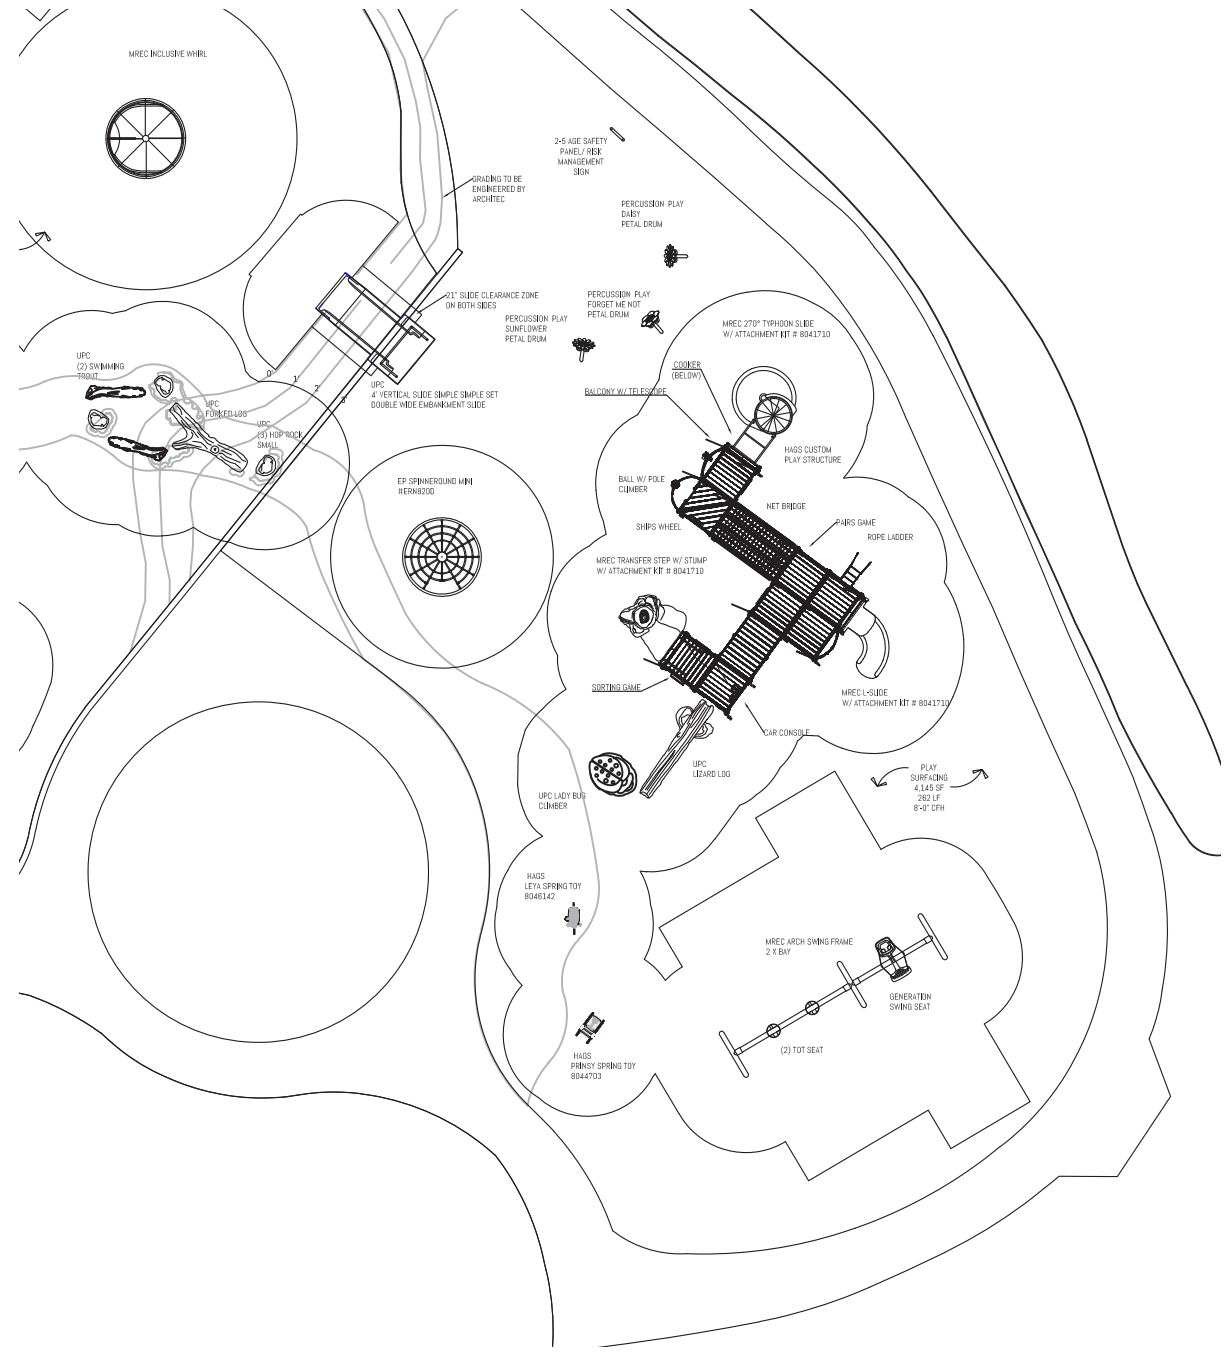 MREC INCLUSIVE WHIRL
2-5 AGE SAFETY
PANEL/ RISK
MANAGEMENT
SIGN
GRADING TO BE
ENGINEERED BY
ARCHITEC
PERCUSSION PLAY
DAISY
PETAL DRUM
21" SLIDE CLEARANCE ZONE
ON BOTH SIDES
PERCUSSION PLAY
FORGET ME NOT
PETAL DRUM
PERCUSSION PLAY
SUNFLOWER
PETAL DRUM
MREC 270° TYPHOON SLIDE
W/ ATTACHMENT KIT # 8041710
UPC
(2) SWIMMING
TROUT
0'
1'
2'
3'
UPC
4' VERTICAL SLIDE SIMPLE SIMPLE SET
DOUBLE WIDE EMBANKMENT SLIDE
COOKER
(BELOW)
BALCONY W/ TELESCOPE
UPC
FORKED LOG
UPC
(3) HOP ROCK
SMALL
HAGS CUSTOM
PLAY STRUCTURE
EP SPINNEROUND MINI
#ERN8200
BALL W/ POLE
CLIMBER
NET BRIDGE
SHIPS WHEEL
PAIRS GAME
ROPE LADDER
MREC TRANSFER STEP W/ STUMP
W/ ATTACHMENT KIT # 8041710
SORTING GAME
MREC L-SLIDE
W/ ATTACHMENT KIT # 8041710
CAR CONSOLE
UPC
LIZARD LOG
UPC LADY BUG
CLIMBER
PLAY
SURFACING
4,145 SF
262 LF
8'-0" CFH
HAGS
LEYA SPRING TOY
8046142
MREC ARCH SWING FRAME
2 X BAY
GENERATION
SWING SEAT
(2) TOT SEAT
HAGS
PRINSY SPRING TOY
8044703